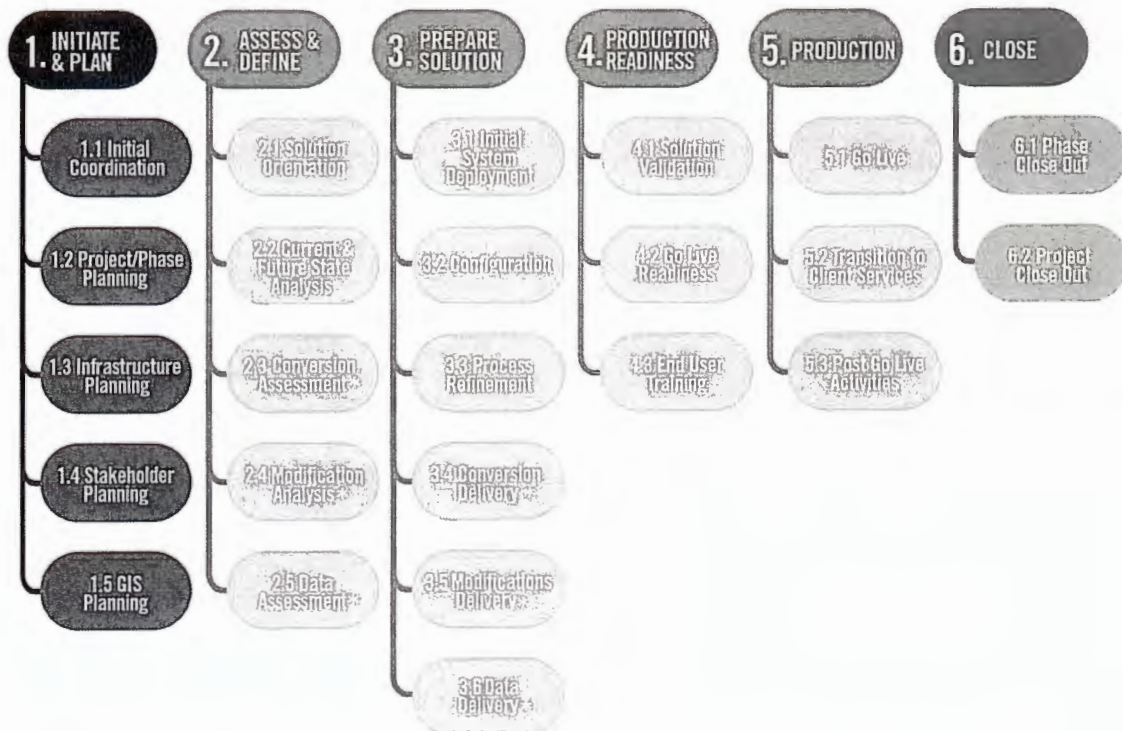 1. INITIATE
& PLAN
1.1 Initial
Coordination
1.2 Project/Phase
Planning
1.3 Infrastructure
Planning
1.4 Stakeholder
Planning
1.5 GIS
Planning
2. ASSESS &
DEFINE
2.1 Solution
Orientation
2.2 Current &
Future State
Analysis
2.3 Conversion
Assessment*
2.4 Modification
Analysis*
2.5 Data
Assessment*
3. PREPARE
SOLUTION
3.1 Initial
System
Deployment
3.2 Configuration
3.3 Process
Refinement
3.4 Conversion
Delivery*
3.5 Modifications
Delivery*
3.6 Data
Delivery*
4. PRODUCTION
READINESS
4.1 Solution
Validation
4.2 Go Live
Readiness
4.3 End User
Training
5. PRODUCTION
5.1 Go Live
5.2 Transition to
Client Services
5.3 Post Go Live
Activities
6. CLOSE
6.1 Phase
Close Out
6.2 Project
Close Out